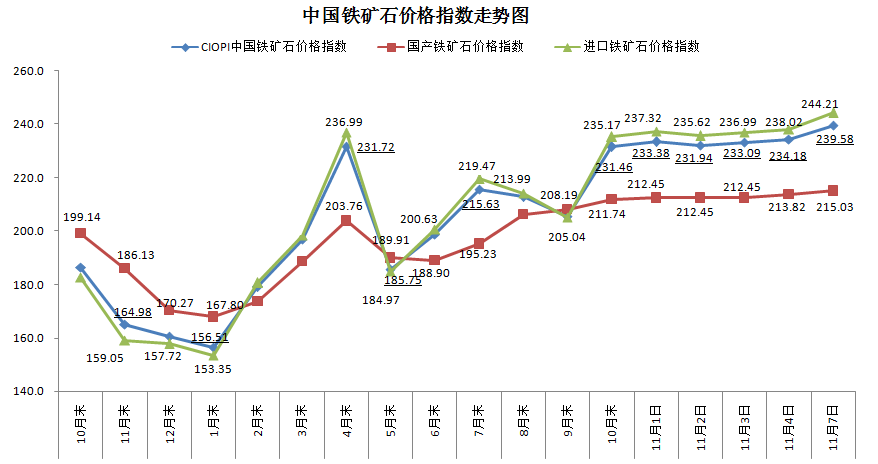 中国铁矿石价格指数走势图
CIOPI中国铁矿石价格指数 国产铁矿石价格指数 进口铁矿石价格指数
260.0
240.0
220.0
200.0
180.0
160.0
140.0
199.14
186.13
164.98
159.05
170.27
157.72
167.80
156.51
153.35
236.99
231.72
203.76
189.91
185.75
184.97
200.63
188.90
219.47
215.63
195.23
213.99
208.19
205.04
235.17
231.46
211.74
237.32
233.38
212.45
235.62
231.94
212.45
236.99
233.09
212.45
238.02
234.18
213.82
244.21
239.58
215.03
10月末
11月末
12月末
1月末
2月末
3月末
4月末
5月末
6月末
7月末
8月末
9月末
10月末
11月1日
11月2日
11月3日
11月4日
11月7日